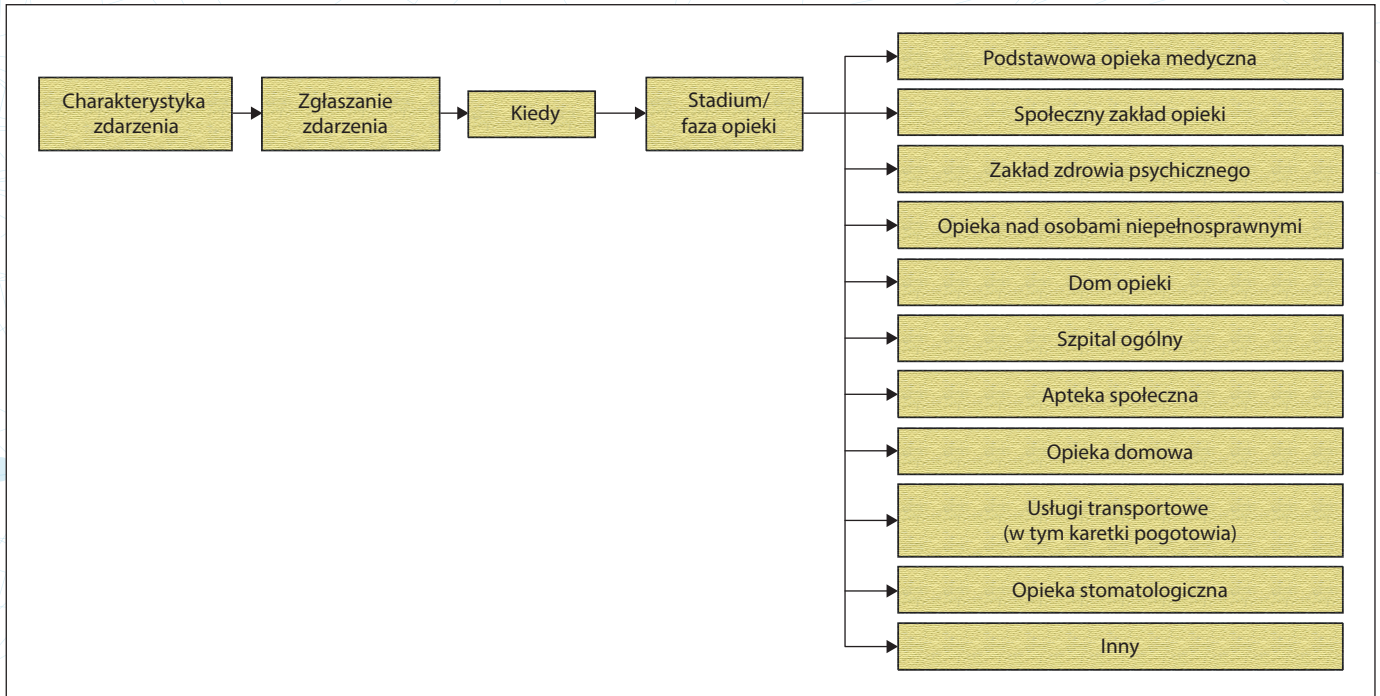 Charakterystyka
zdarzenia
Zgłaszanie
zdarzenia
Kiedy
Stadium/
faza opieki
Podstawowa opieka medyczna
Społeczny zakład opieki
Zakład zdrowia psychicznego
Opieka nad osobami niepełnosprawnymi
Dom opieki
Szpital ogólny
Apteka społeczna
Opieka domowa
Usługi transportowe
(w tym karetki pogotowia)
Opieka stomatologiczna
Inny